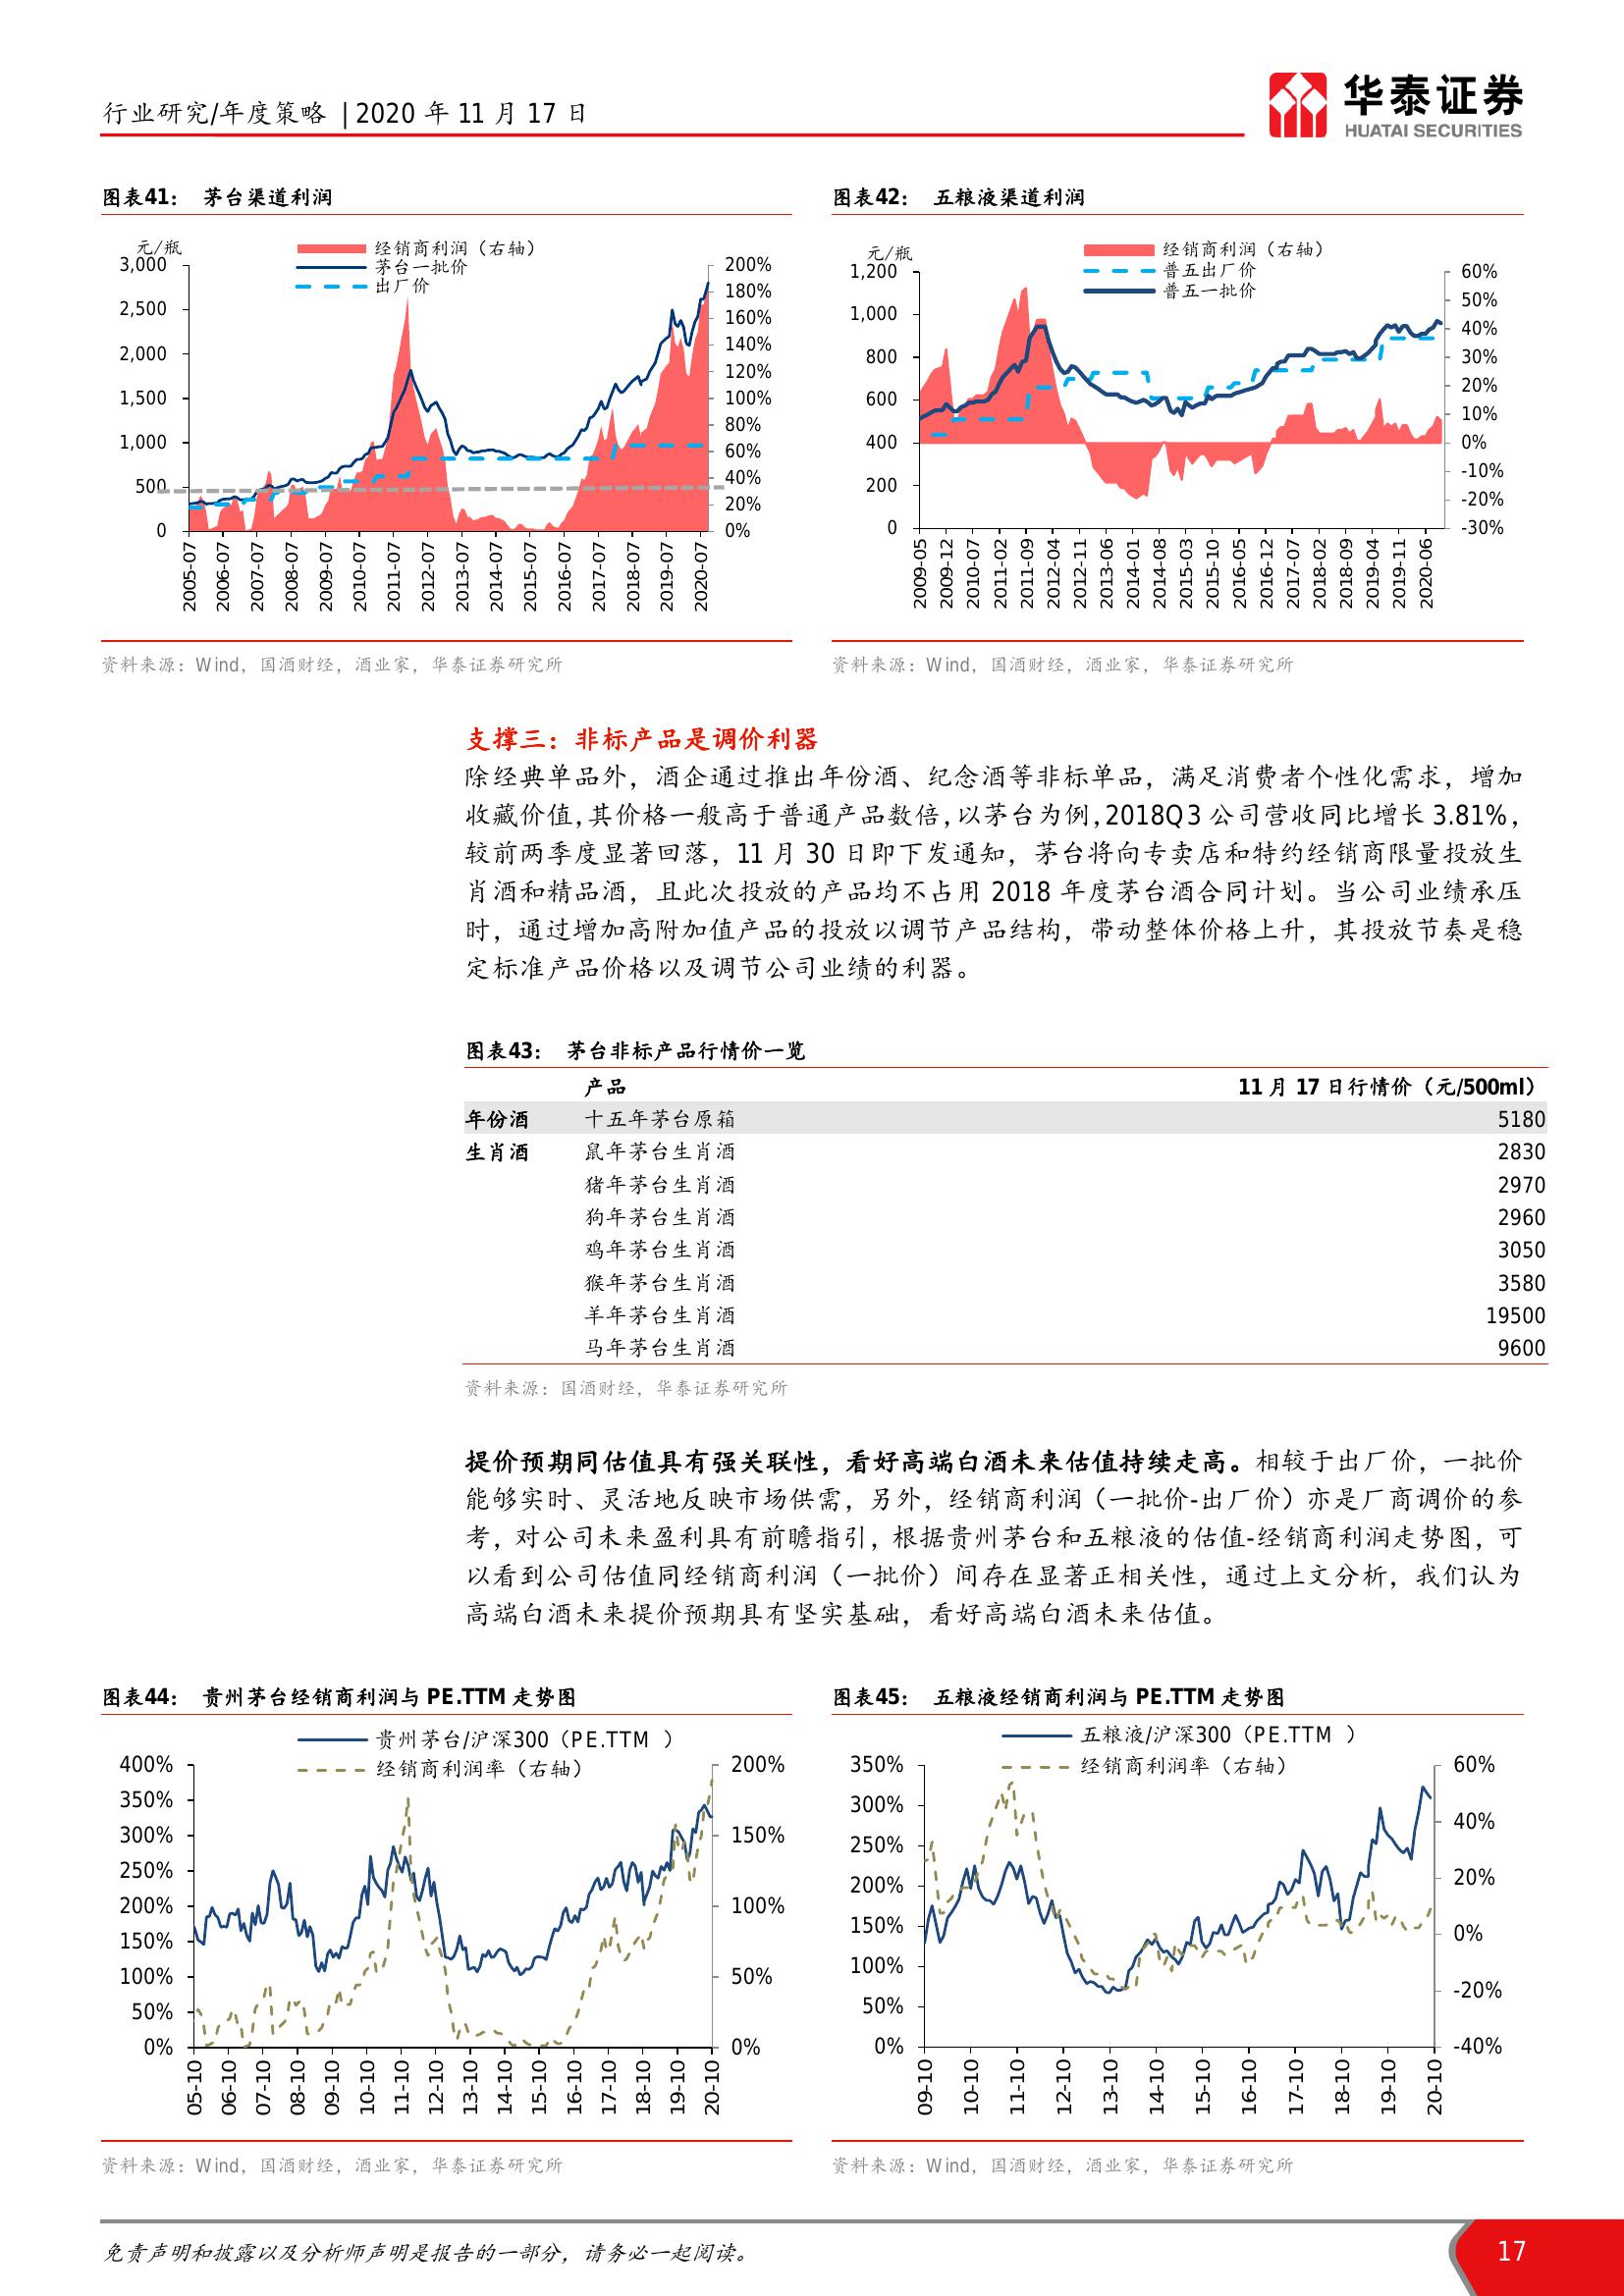 行业研究/年度策略 | 2020 年 11 月 17 日
华泰证券
HUATAI SECURITIES
图表41： 茅台渠道利润
元/瓶
经销商利润（右轴）
茅台一批价
出厂价
3,000
2,500
2,000
1,500
1,000
500
0
200%
180%
160%
140%
120%
100%
80%
60%
40%
20%
0%
2005-07
2006-07
2007-07
2008-07
2009-07
2010-07
2011-07
2012-07
2013-07
2014-07
2015-07
2016-07
2017-07
2018-07
2019-07
2020-07
资料来源：Wind，国酒财经，酒业家，华泰证券研究所
图表42： 五粮液渠道利润
元/瓶
经销商利润（右轴）
普五出厂价
普五一批价
1,200
1,000
800
600
400
200
0
60%
50%
40%
30%
20%
10%
0%
-10%
-20%
-30%
2009-05
2009-12
2010-07
2011-02
2011-09
2012-04
2012-11
2013-06
2014-01
2014-08
2015-03
2015-10
2016-05
2016-12
2017-07
2018-02
2018-09
2019-04
2019-11
2020-06
资料来源：Wind，国酒财经，酒业家，华泰证券研究所
支撑三：非标产品是调价利器
除经典单品外，酒企通过推出年份酒、纪念酒等非标单品，满足消费者个性化需求，增加
收藏价值，其价格一般高于普通产品数倍，以茅台为例，2018Q3 公司营收同比增长 3.81%，
较前两季度显著回落，11 月 30 日即下发通知，茅台将向专卖店和特约经销商限量投放生
肖酒和精品酒，且此次投放的产品均不占用 2018 年度茅台酒合同计划。当公司业绩承压
时，通过增加高附加值产品的投放以调节产品结构，带动整体价格上升，其投放节奏是稳
定标准产品价格以及调节公司业绩的利器。
图表43： 茅台非标产品行情价一览
产品 11 月 17 日行情价（元/500ml）
年份酒 十五年茅台原箱 5180
生肖酒 鼠年茅台生肖酒 2830
猪年茅台生肖酒 2970
狗年茅台生肖酒 2960
鸡年茅台生肖酒 3050
猴年茅台生肖酒 3580
羊年茅台生肖酒 19500
马年茅台生肖酒 9600
资料来源：国酒财经，华泰证券研究所
提价预期同估值具有强关联性，看好高端白酒未来估值持续走高。相较于出厂价，一批价
能够实时、灵活地反映市场供需，另外，经销商利润（一批价-出厂价）亦是厂商调价的参
考，对公司未来盈利具有前瞻指引，根据贵州茅台和五粮液的估值-经销商利润走势图，可
以看到公司估值同经销商利润（一批价）间存在显著正相关性，通过上文分析，我们认为
高端白酒未来提价预期具有坚实基础，看好高端白酒未来估值。
图表44： 贵州茅台经销商利润与 PE.TTM 走势图
贵州茅台/沪深300（PE.TTM ）
经销商利润率（右轴）
400%
350%
300%
250%
200%
150%
100%
50%
0%
200%
150%
100%
50%
0%
05-10
06-10
07-10
08-10
09-10
10-10
11-10
12-10
13-10
14-10
15-10
16-10
17-10
18-10
19-10
20-10
资料来源：Wind，国酒财经，酒业家，华泰证券研究所
图表45： 五粮液经销商利润与 PE.TTM 走势图
五粮液/沪深300（PE.TTM ）
经销商利润率（右轴）
350%
300%
250%
200%
150%
100%
50%
0%
60%
40%
20%
0%
-20%
-40%
09-10
10-10
11-10
12-10
13-10
14-10
15-10
16-10
17-10
18-10
19-10
20-10
资料来源：Wind，国酒财经，酒业家，华泰证券研究所
免责声明和披露以及分析师声明是报告的一部分，请务必一起阅读。
17